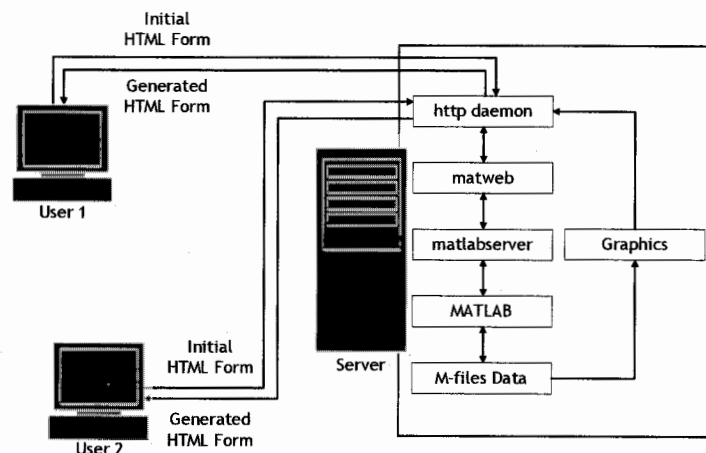 Initial
HTML Form
Generated
HTML Form
User 1
http daemon
matweb
matlabserver
Graphics
MATLAB
M-files Data
Server
Initial
HTML Form
Generated
HTML Form
User 2